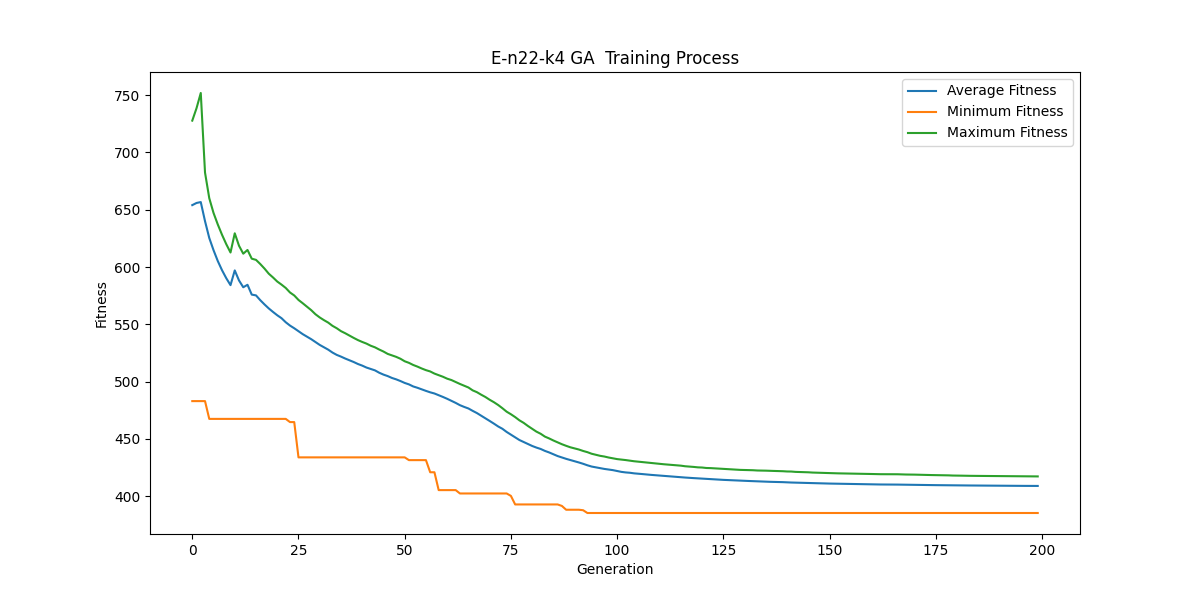 E-n22-k4 GA  Training Process
Average Fitness
Minimum Fitness
Maximum Fitness
750
700
650
600
550
500
450
400
Fitness
0 25 50 75 100 125 150 175 200
Generation